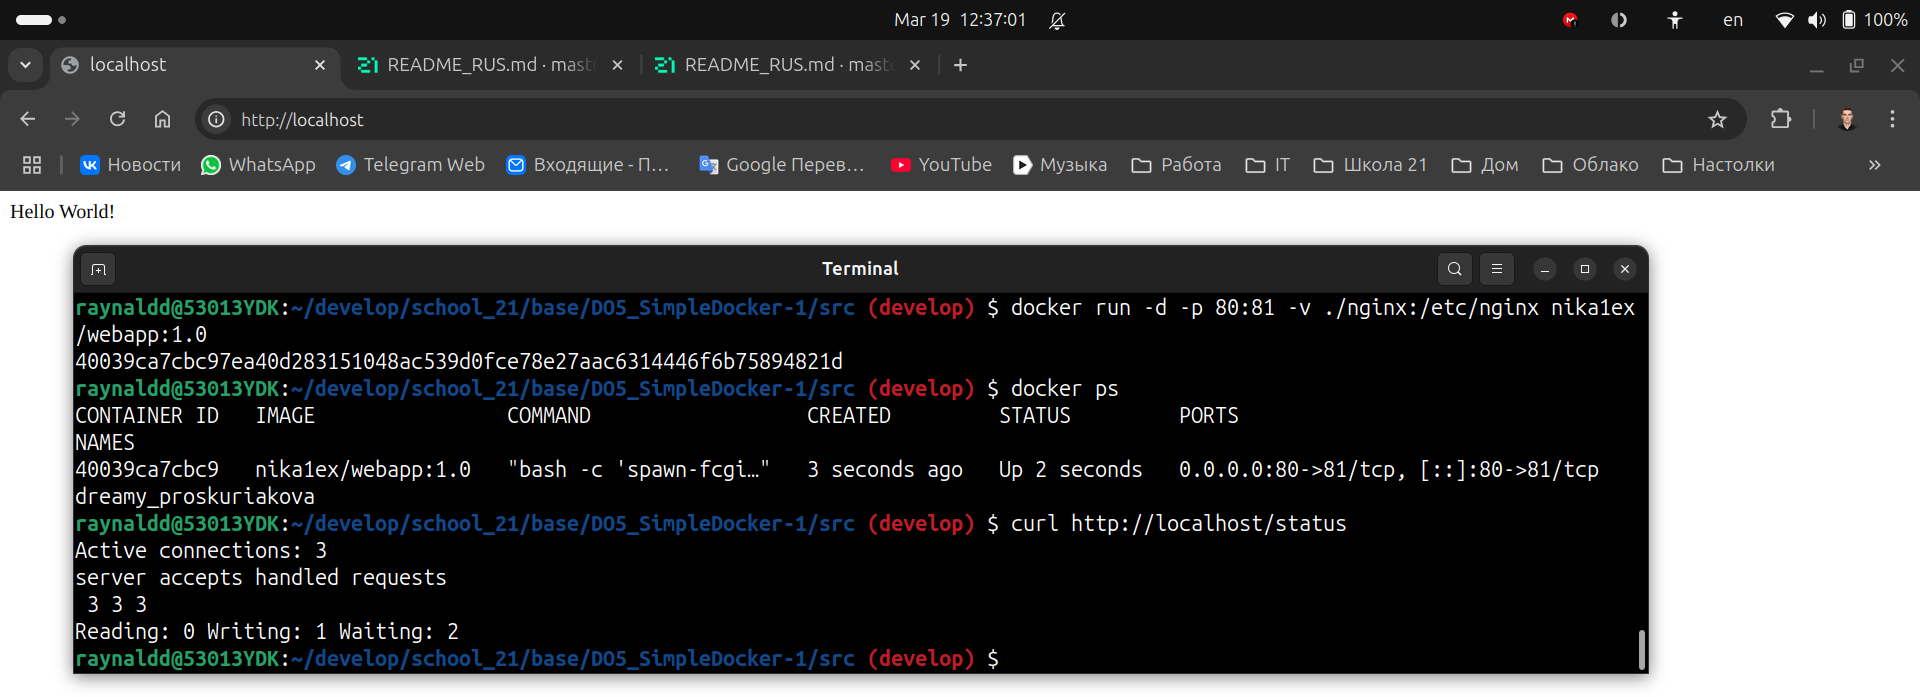 Mar 19 12:37:01
en
100%
localhost
README_RUS.md · maste
README_RUS.md · maste
http://localhost
Новости
WhatsApp
Telegram Web
Входящие - П...
Google Перев...
YouTube
Музыка
Работа
IT
Школа 21
Дом
Облако
Настолки
»
Hello World!
Terminal
raynaldd@53013YDK:~/develop/school_21/base/DO5_SimpleDocker-1/src (develop) $ docker run -d -p 80:81 -v ./nginx:/etc/nginx nika1ex
/webapp:1.0
40039ca7cbc97ea40d283151048ac539d0fce78e27aac6314446f6b75894821d
raynaldd@53013YDK:~/develop/school_21/base/DO5_SimpleDocker-1/src (develop) $ docker ps
CONTAINER ID   IMAGE                COMMAND                  CREATED         STATUS         PORTS
NAMES
40039ca7cbc9   nika1ex/webapp:1.0   "bash -c 'spawn-fcgi…"   3 seconds ago   Up 2 seconds   0.0.0.0:80->81/tcp, [::]:80->81/tcp
dreamy_proskuriakova
raynaldd@53013YDK:~/develop/school_21/base/DO5_SimpleDocker-1/src (develop) $ curl http://localhost/status
Active connections: 3
server accepts handled requests
3 3 3
Reading: 0 Writing: 1 Waiting: 2
raynaldd@53013YDK:~/develop/school_21/base/DO5_SimpleDocker-1/src (develop) $